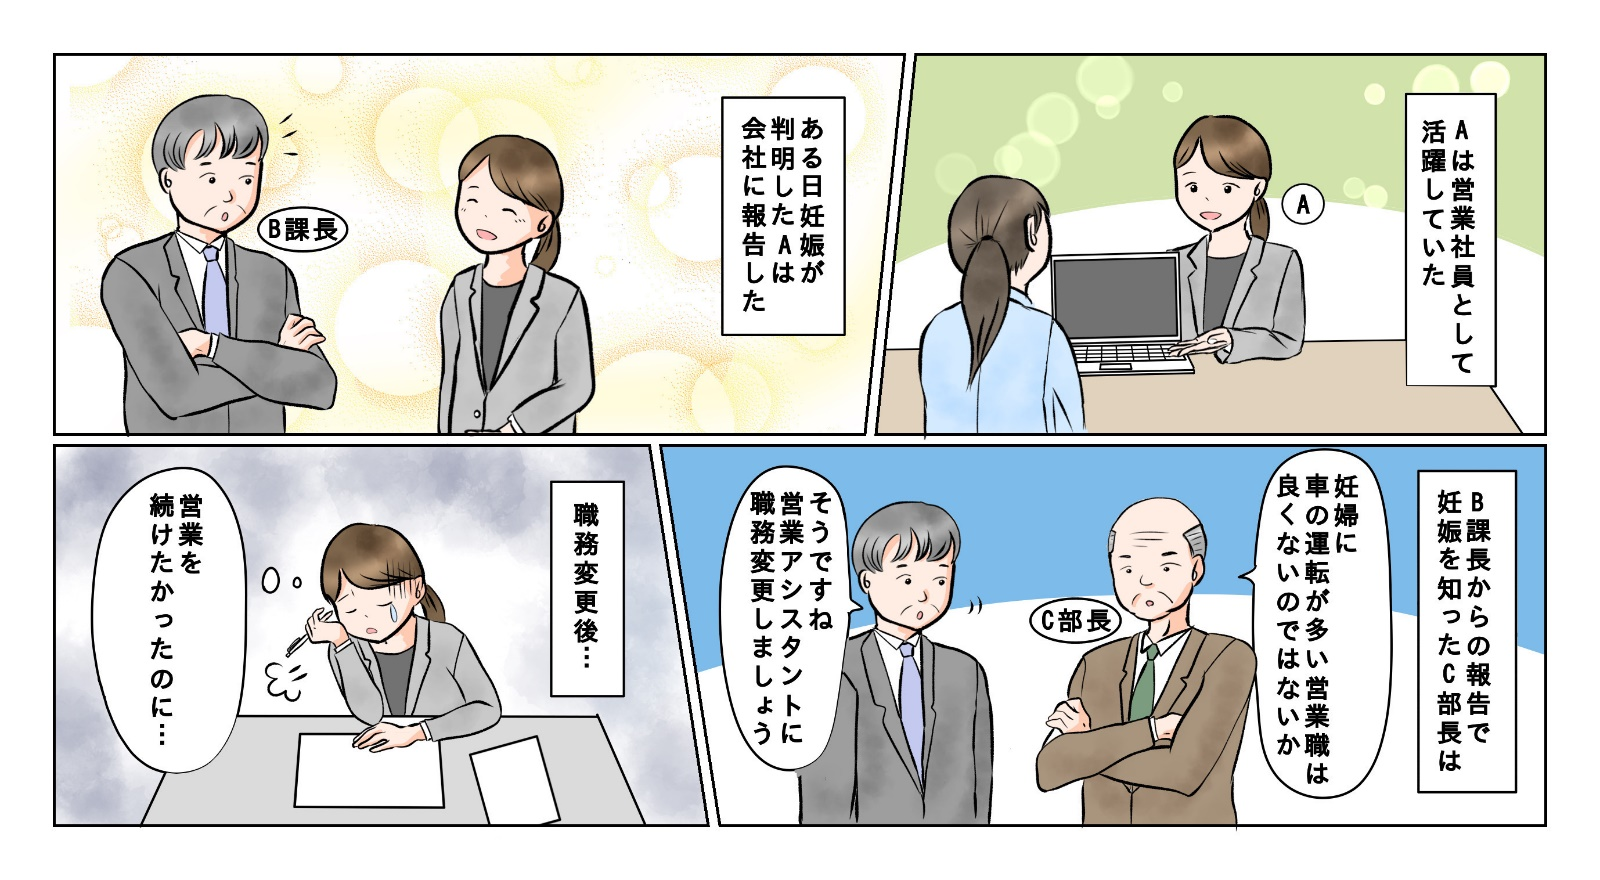 Aは営業社員として
活躍していた
A
ある日妊娠が
判明したAは
会社に報告した
B課長
B課長からの報告で
妊娠を知ったC部長は
妊婦に
車の運転が多い営業職は
良くないのではないか
C部長
そうですね
営業アシスタントに
職務変更しましょう
職務変更後…
営業を
続けたかったのに…